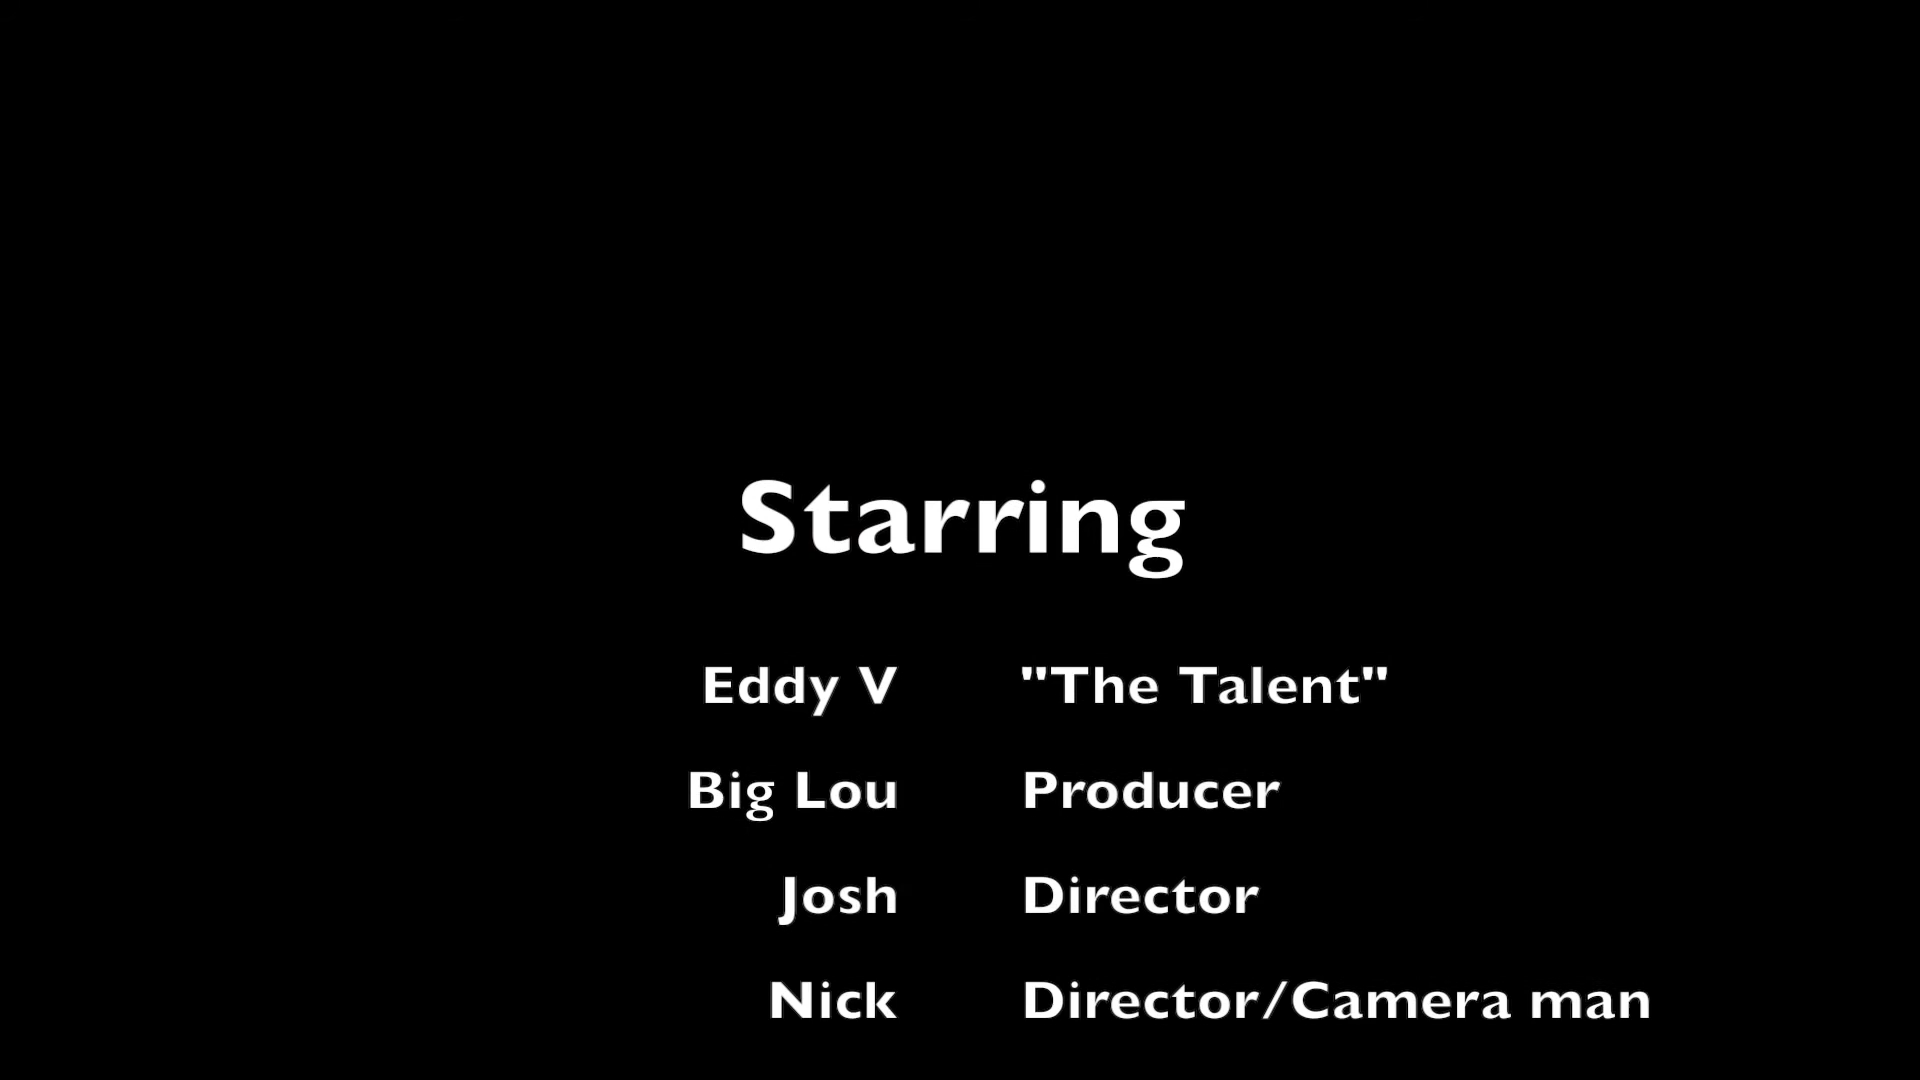 Starring
Eddy V "The Talent"
Big Lou Producer
Josh Director
Nick Director/Camera man